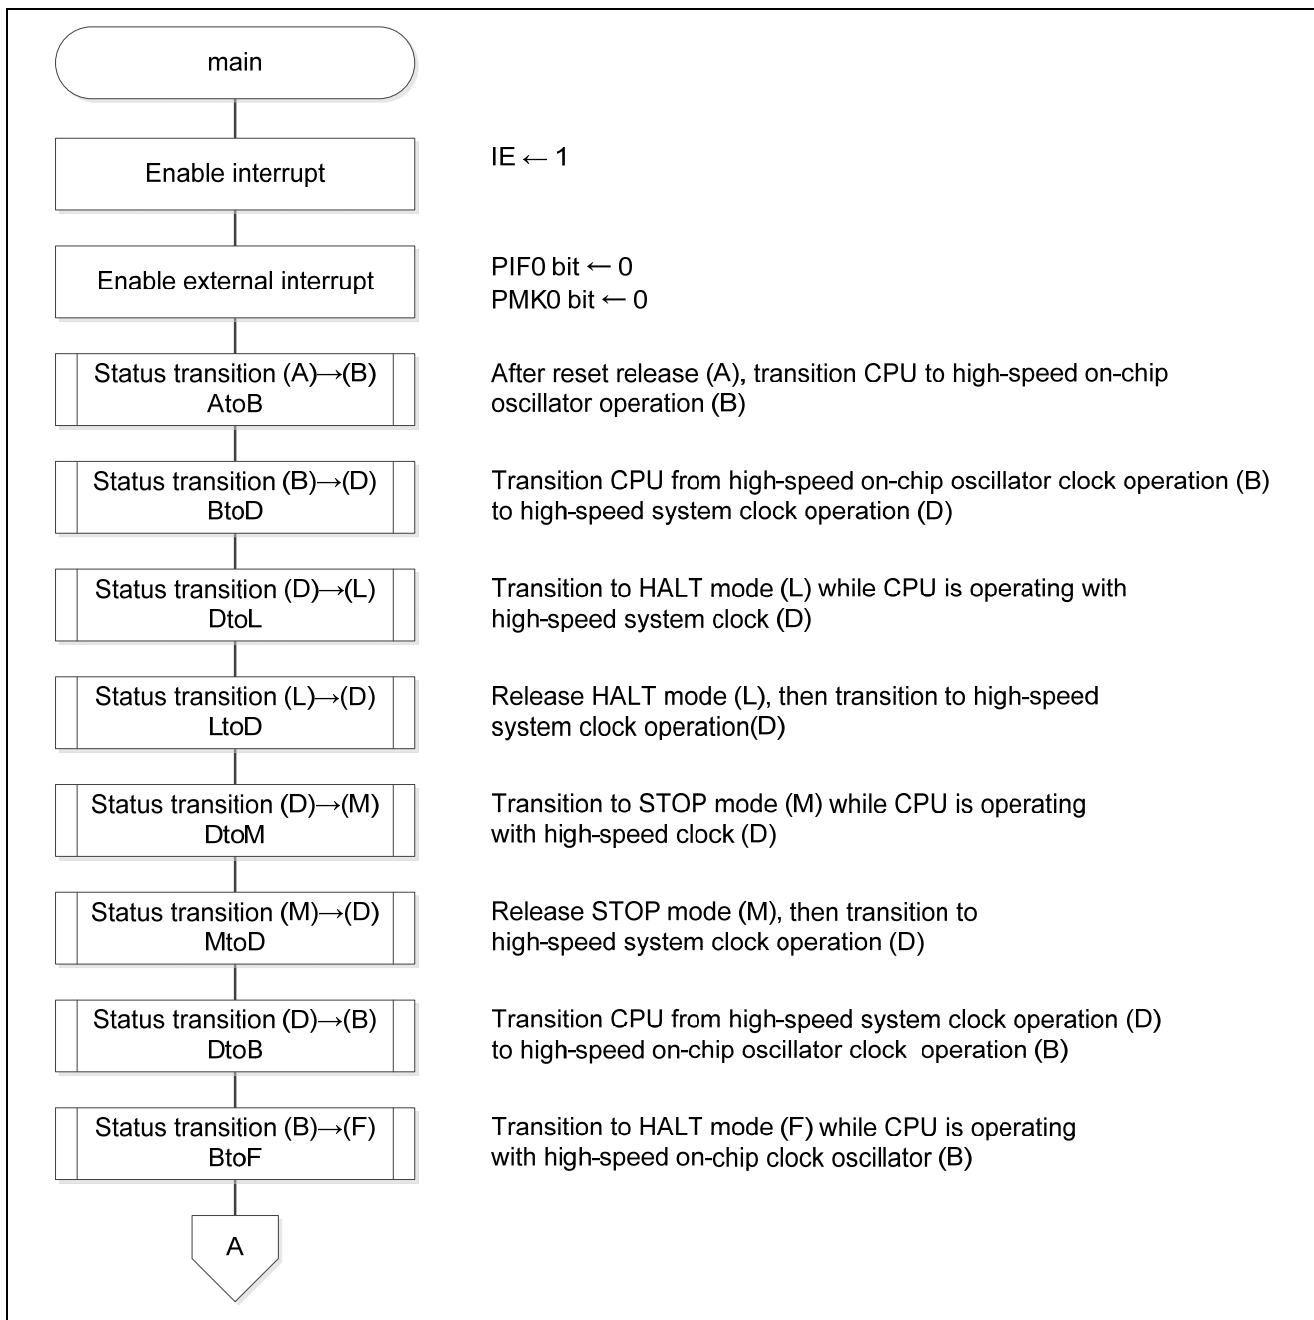 main
Enable interrupt
IE ← 1
Enable external interrupt
PIF0 bit ← 0
PMK0 bit ← 0
Status transition (A)→(B)
AtoB
After reset release (A), transition CPU to high-speed on-chip
oscillator operation (B)
Status transition (B)→(D)
BtoD
Transition CPU from high-speed on-chip oscillator clock operation (B)
to high-speed system clock operation (D)
Status transition (D)→(L)
DtoL
Transition to HALT mode (L) while CPU is operating with
high-speed system clock (D)
Status transition (L)→(D)
LtoD
Release HALT mode (L), then transition to high-speed
system clock operation(D)
Status transition (D)→(M)
DtoM
Transition to STOP mode (M) while CPU is operating
with high-speed clock (D)
Status transition (M)→(D)
MtoD
Release STOP mode (M), then transition to
high-speed system clock operation (D)
Status transition (D)→(B)
DtoB
Transition CPU from high-speed system clock operation (D)
to high-speed on-chip oscillator clock operation (B)
Status transition (B)→(F)
BtoF
Transition to HALT mode (F) while CPU is operating
with high-speed on-chip clock oscillator (B)
A